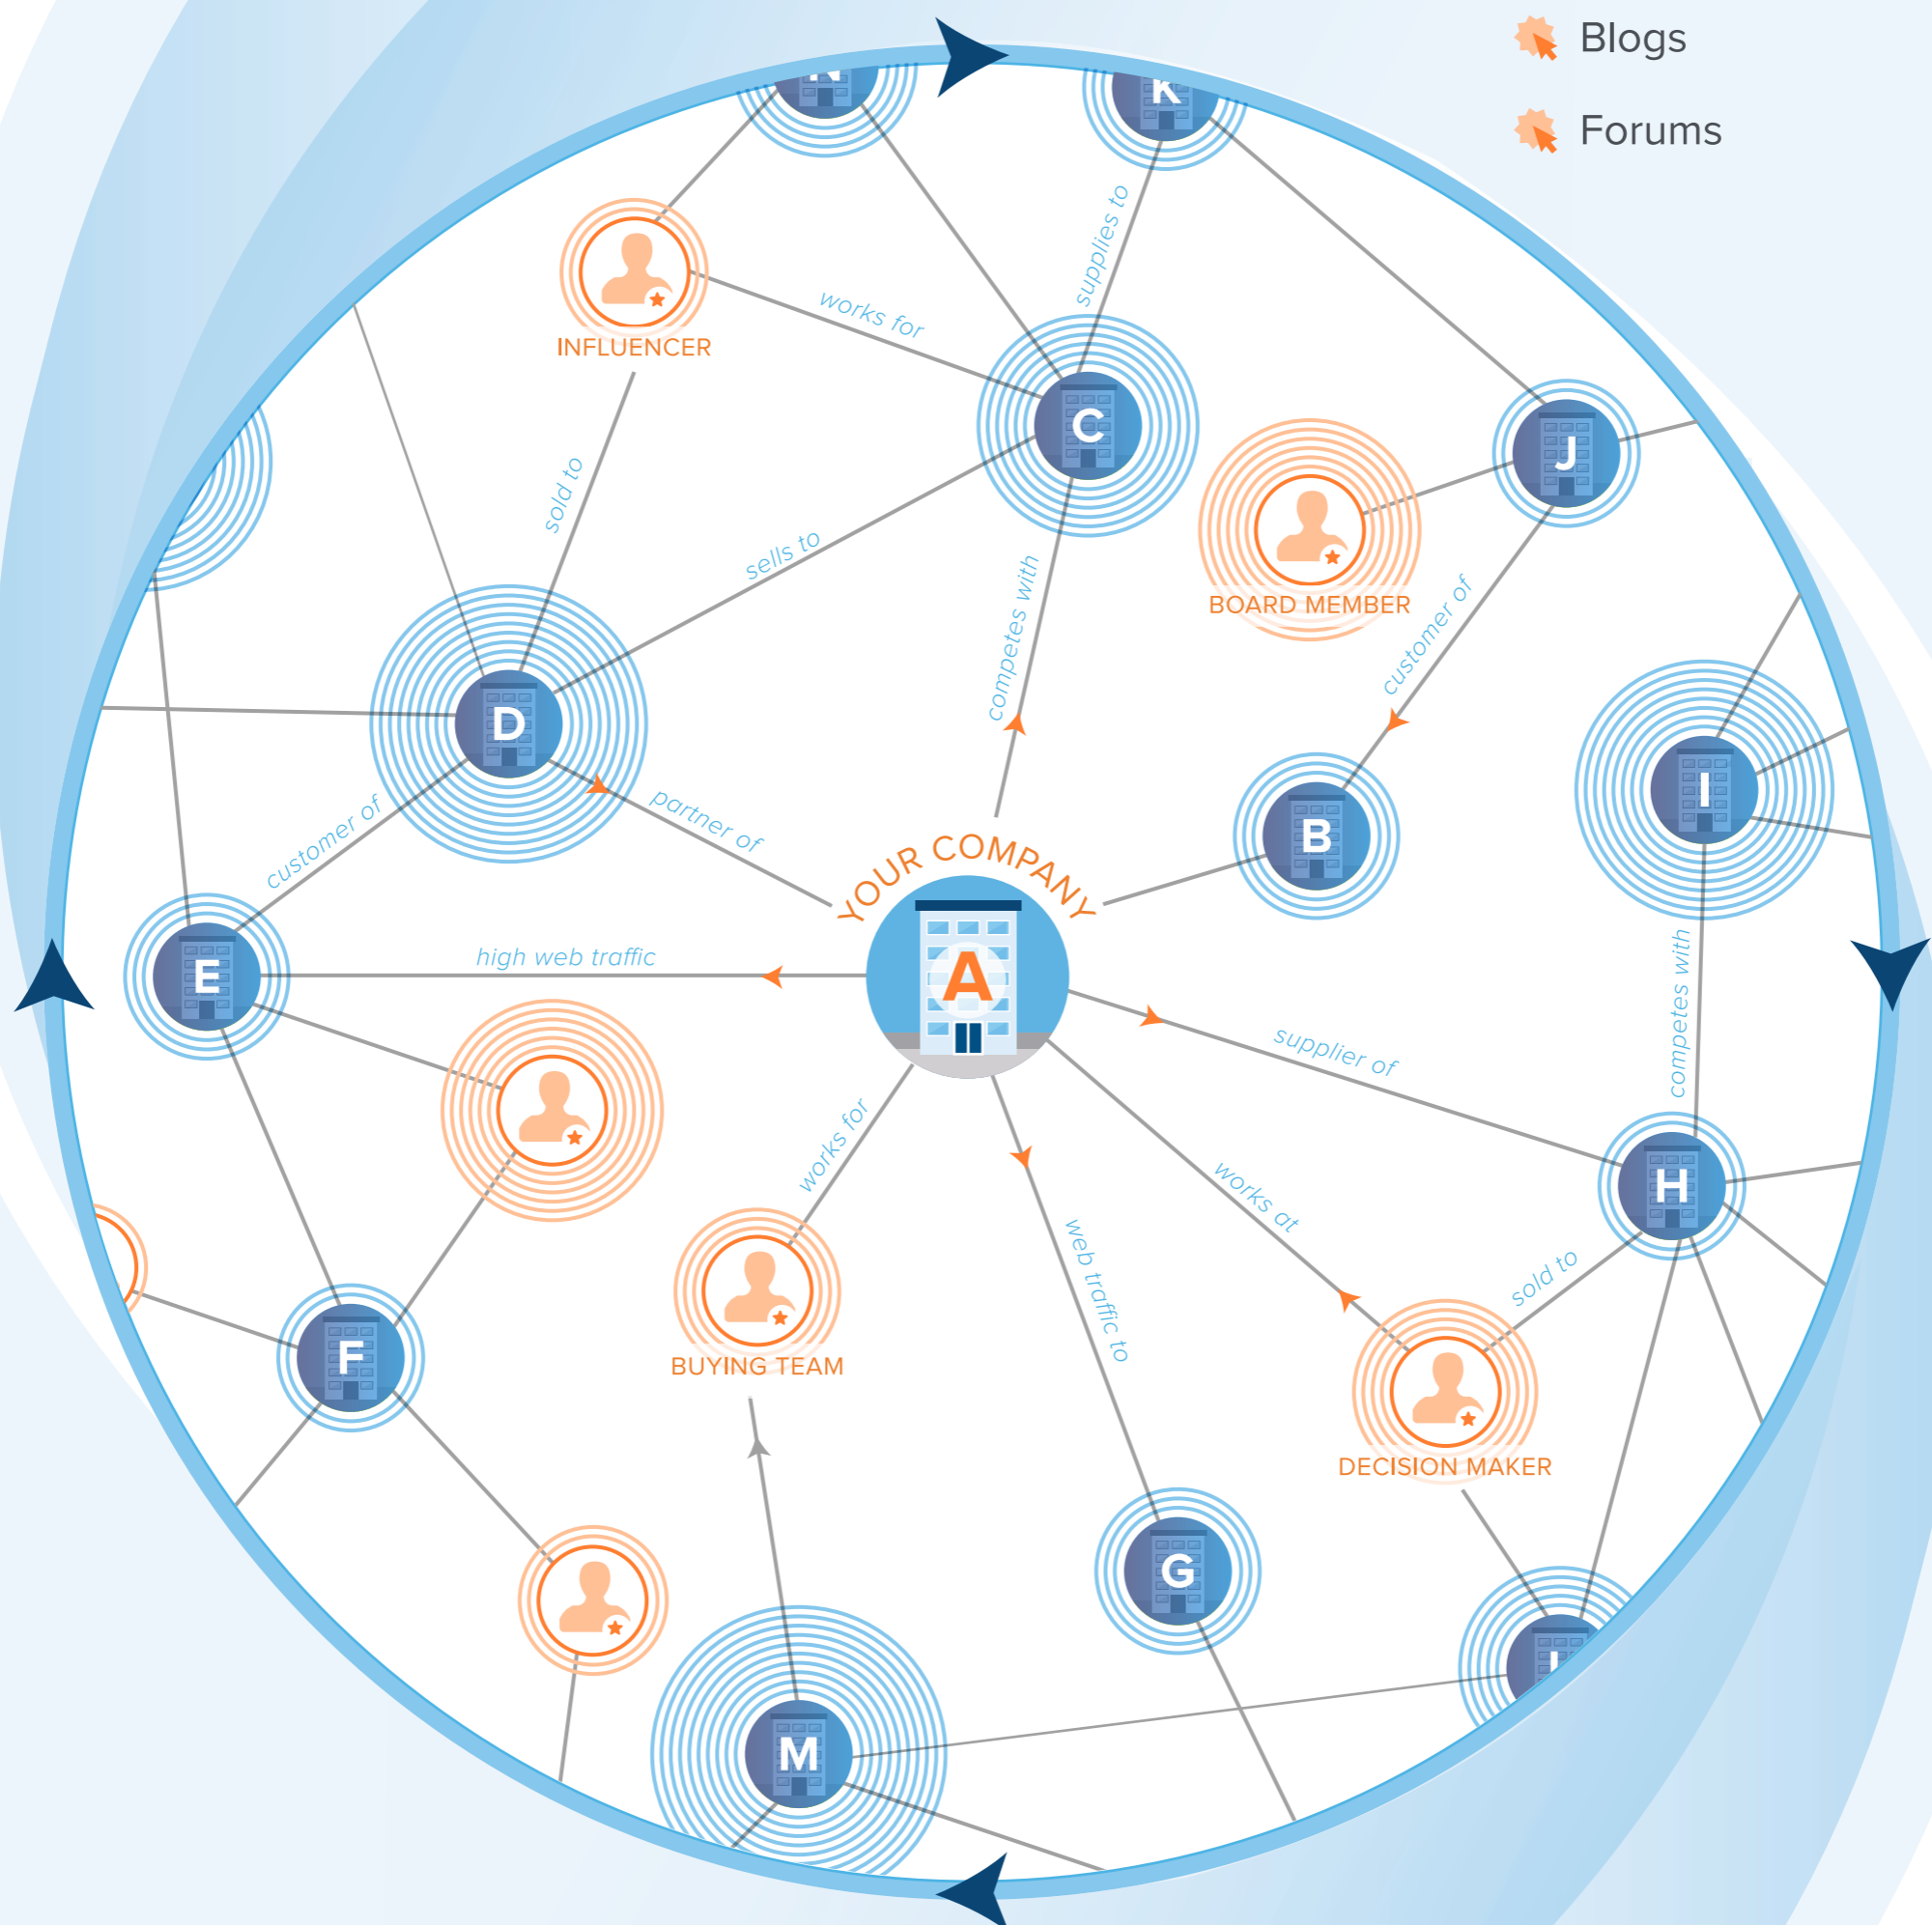 Blogs
Forums
N
K
supplies to
works for
INFLUENCER
C
J
sold to
sells to
competes with
BOARD MEMBER
customer of
D
I
partner of
customer of
B
YOUR COMPANY
A
E
high web traffic
competes with
supplier of
works for
H
works at
web traffic to
sold to
BUYING TEAM
F
DECISION MAKER
G
M